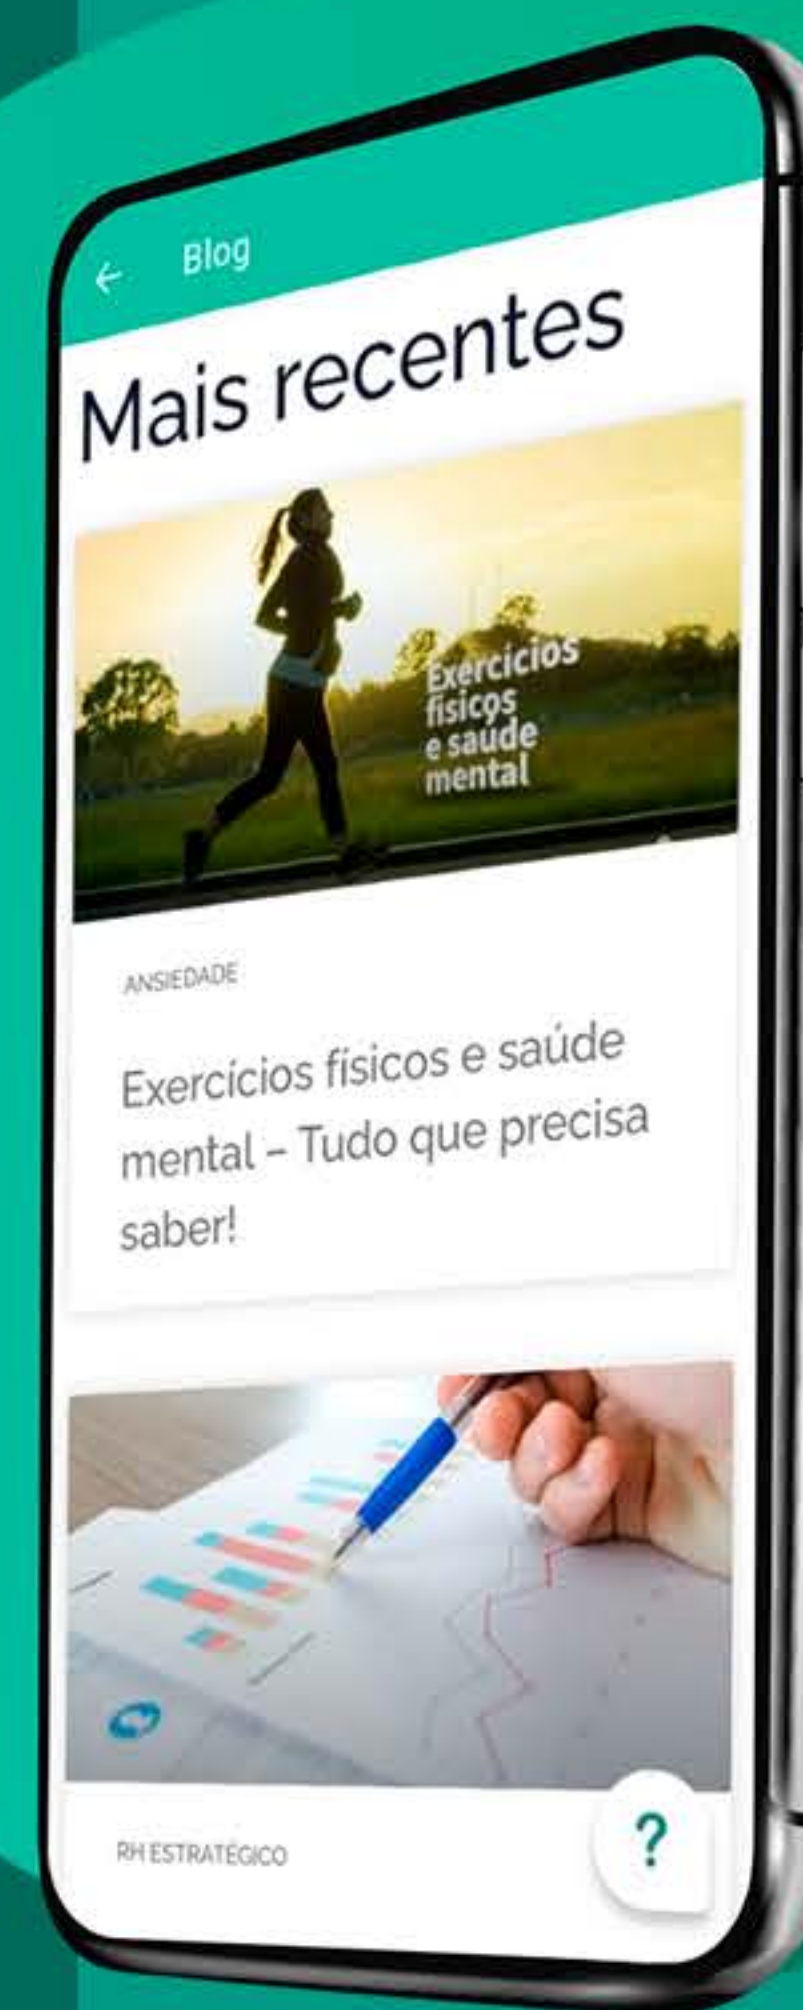 Blog
Mais recentes
Exercícios
físicos
e saúde
mental
ANSIEDADE
Exercícios físicos e saúde
mental – Tudo que precisa
saber!
RH ESTRATÉGICO
?